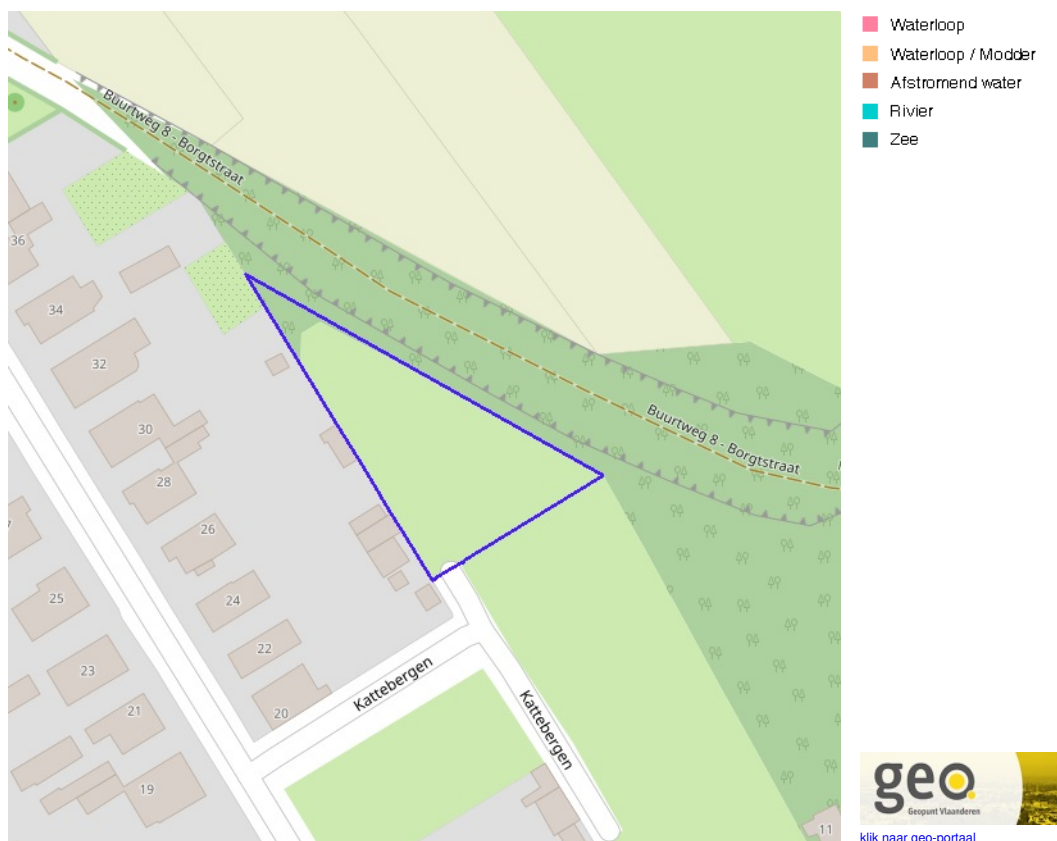 Waterloop
Waterloop / Modder
Afstromend water
Rivier
Zee
Buurtweg 8 - Borgtstraat
36
34
32
30
28
26
24
22
20
25
23
21
19
Buurtweg 8 - Borgtstraat
Kattebergen
Kattebergen
11
geo.
Geopunt Vlaanderen
klik naar geo-portaal